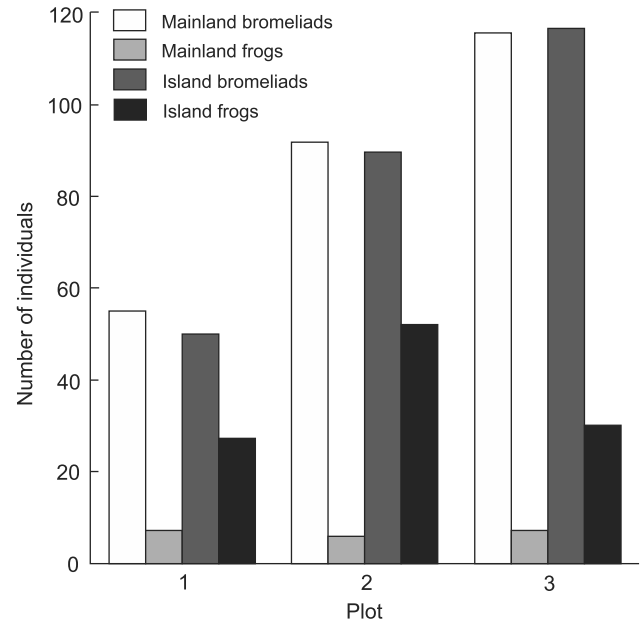 Mainland bromeliads
Mainland frogs
Island bromeliads
Island frogs
Number of individuals
120
100
80
60
40
20
0
1 2 3
Plot